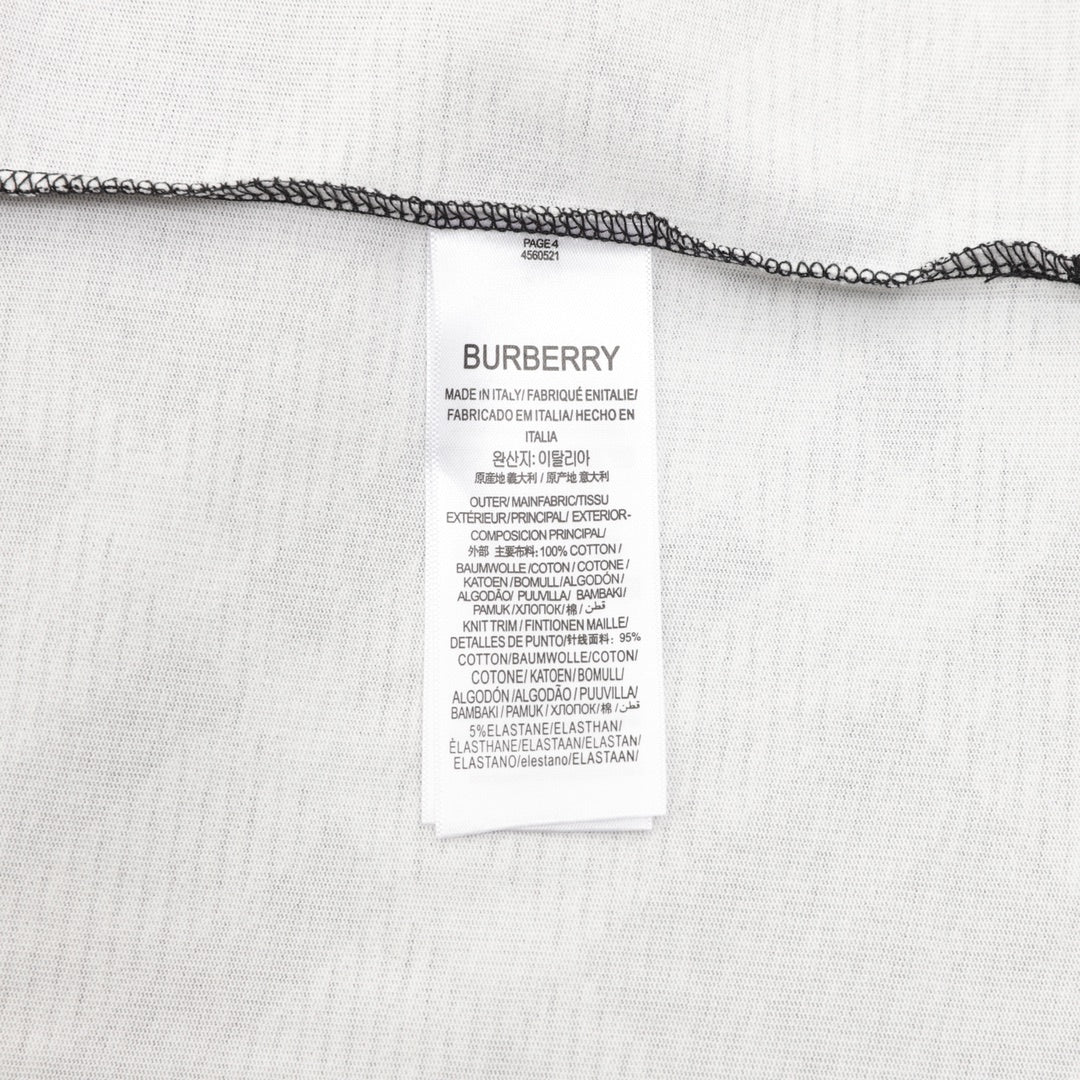 PAGE4
4560521
BURBERRY
MADE IN ITALY/ FABRIQUÉ ENITALIE/
FABRICADO EM ITALIA/ HECHO EN
ITALIA
완산지: 이탈리아
原産地 義大利 / 原产地 意大利
OUTER/ MAINFABRIC/TISSU
EXTÉRIEUR/PRINCIPAL/ EXTERIOR-
COMPOSICION PRINCIPAL/
外部 主要布料: 100% COTTON /
BAUMWOLLE /COTON / COTONE /
KATOEN / BOMULL/ALGODÓN /
ALGODÃO/ PUUVILLA/ BAMBAKI/
PAMUK / ХЛОПОК/ 棉 / قطن
KNIT TRIM / FINTIONEN MAILLE/
DETALLES DE PUNTO/针线面料: 95%
COTTON/BAUMWOLLE/COTON/
COTONE/ KATOEN/ BOMULL/
ALGODÓN /ALGODÃO / PUUVILLA/
BAMBAKI / PAMUK / ХЛОПОК/ 棉 / قطن
5%ELASTANE/ELASTHAN/
ÉLASTHANE/ELASTAAN/ELASTAN/
ELASTANO/elestano/ELASTAAN/